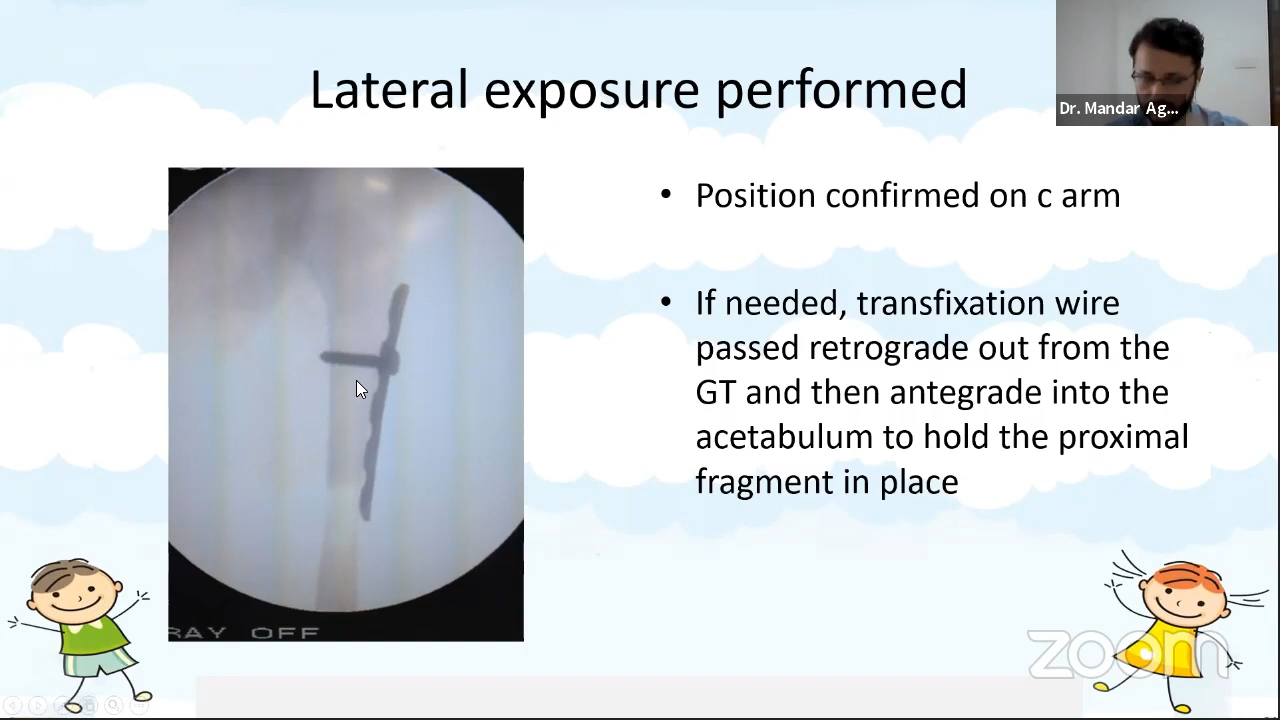 Lateral exposure performed
Dr. Mandar Ag...
• Position confirmed on c arm
• If needed, transfixation wire
passed retrograde out from the
GT and then antegrade into the
acetabulum to hold the proximal
fragment in place
RAY OFF
zoom